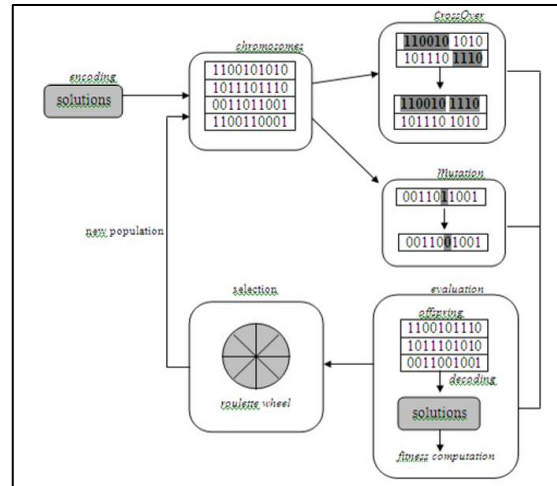 encoding
solutions
chromosomes
1100101010
1011101110
0011011001
1100110001
CrossOver
110010 1010
101110 1110
110010 1110
101110 1010
Mutation
0011011001
0011001001
new population
selection
roulette wheel
evaluation
offspring
1100101110
1011101010
0011001001
decoding
solutions
fitness computation